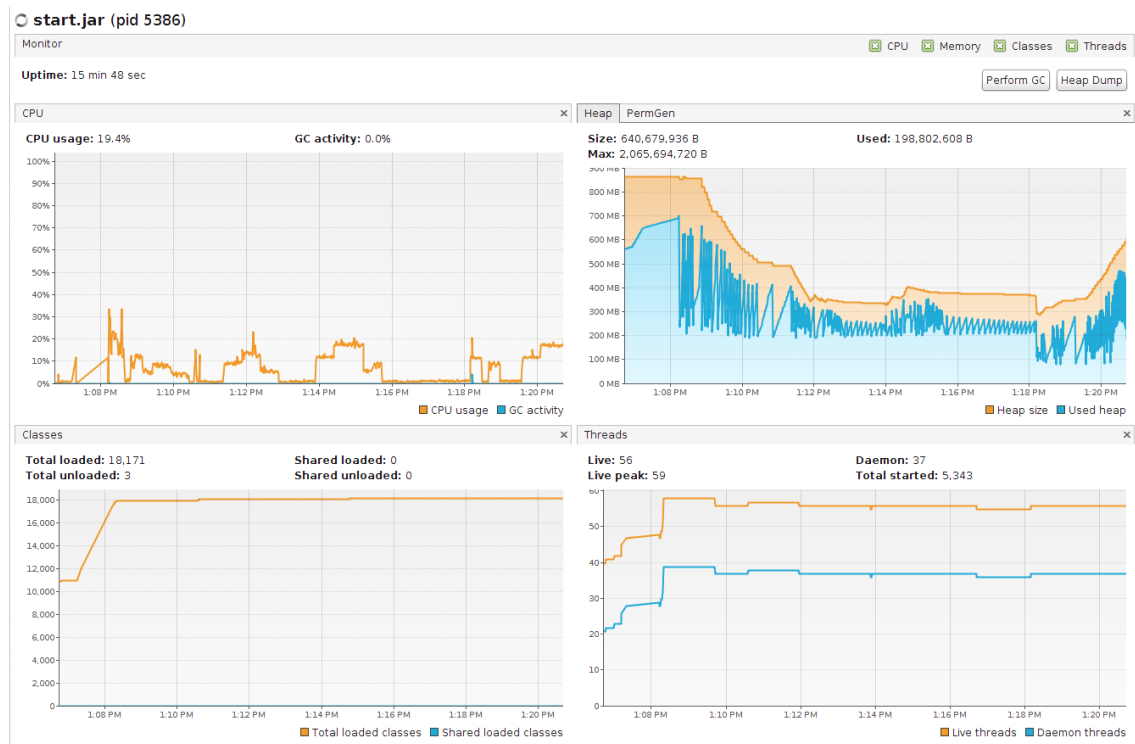 start.jar (pid 5386)
Monitor CPU Memory Classes Threads
Uptime: 15 min 48 sec
Perform GC Heap Dump
CPU
CPU usage: 19.4% GC activity: 0.0%
100%
90%
80%
70%
60%
50%
40%
30%
20%
10%
0%
1:08 PM 1:10 PM 1:12 PM 1:14 PM 1:16 PM 1:18 PM 1:20 PM
CPU usage GC activity
Heap PermGen
Size: 640,679,936 B Used: 198,802,608 B
Max: 2,065,694,720 B
900 MB
800 MB
700 MB
600 MB
500 MB
400 MB
300 MB
200 MB
100 MB
0 MB
1:08 PM 1:10 PM 1:12 PM 1:14 PM 1:16 PM 1:18 PM 1:20 PM
Heap size Used heap
Classes
Total loaded: 18,171 Shared loaded: 0
Total unloaded: 3 Shared unloaded: 0
18,000
16,000
14,000
12,000
10,000
8,000
6,000
4,000
2,000
0
1:08 PM 1:10 PM 1:12 PM 1:14 PM 1:16 PM 1:18 PM 1:20 PM
Total loaded classes Shared loaded classes
Threads
Live: 56 Daemon: 37
Live peak: 59 Total started: 5,343
60
50
40
30
20
10
0
1:08 PM 1:10 PM 1:12 PM 1:14 PM 1:16 PM 1:18 PM 1:20 PM
Live threads Daemon threads